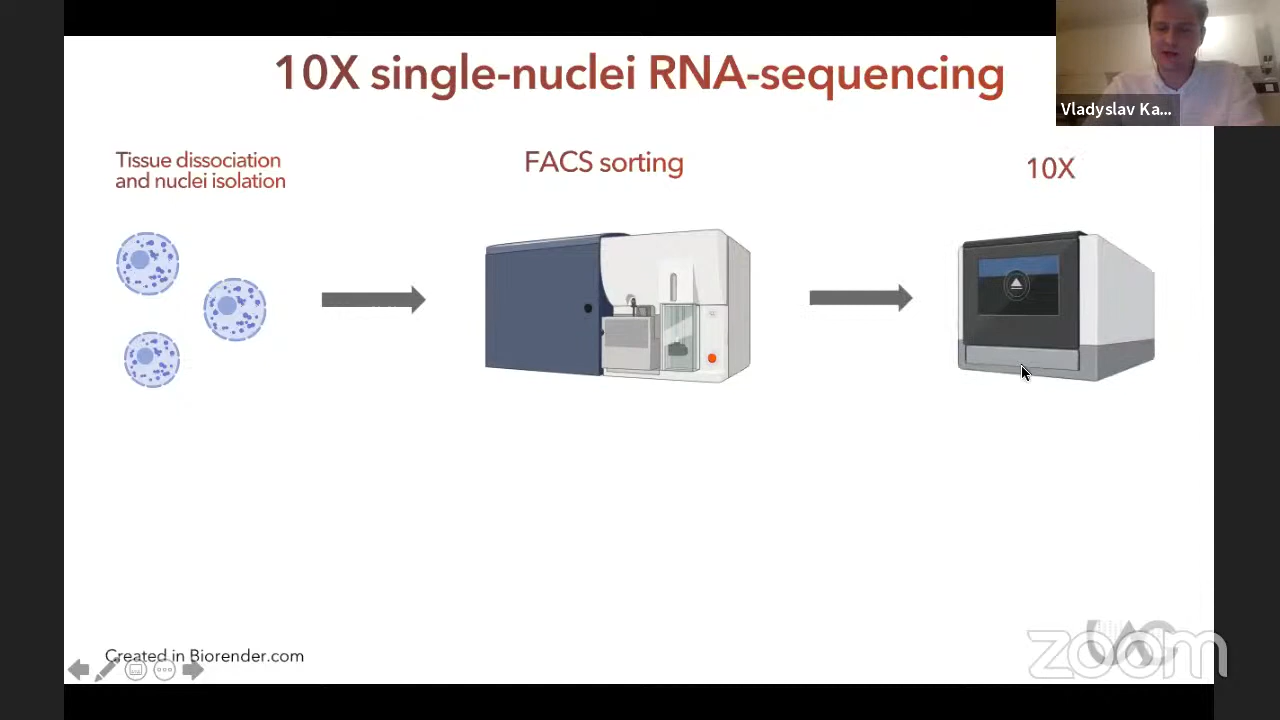 10X single-nuclei RNA-sequencing
Vladyslav Ka...
Tissue dissociation
and nuclei isolation
FACS sorting
10X
Created in Biorender.com
zoom